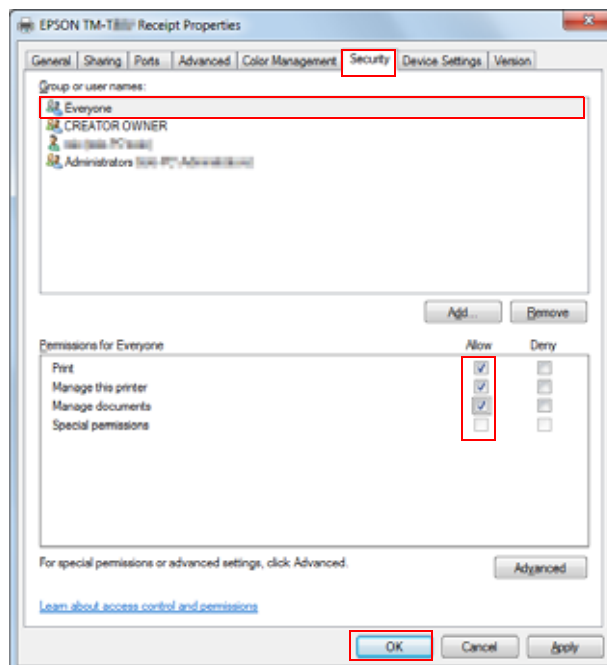 EPSON TM-T Receipt Properties
General Sharing Ports Advanced Color Management Security Device Settings Version
Group or user names:
Everyone
CREATOR OWNER
Administrators
Add... Remove
Permissions for Everyone Allow Deny
Print
Manage this printer
Manage documents
Special permissions
For special permissions or advanced settings, click Advanced.
Advanced
Learn about access control and permissions
OK Cancel Apply